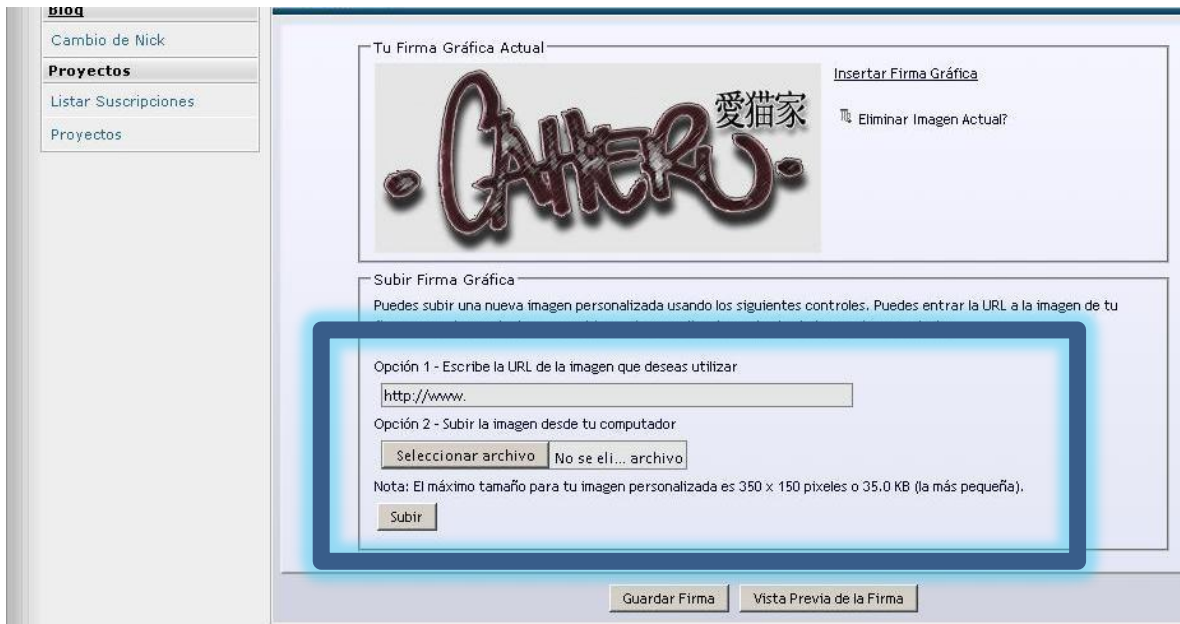 Blog
Cambio de Nick
Proyectos
Listar Suscripciones
Proyectos
Tu Firma Gráfica Actual
CAHERU
愛猫家
Insertar Firma Gráfica
Eliminar Imagen Actual?
Subir Firma Gráfica
Puedes subir una nueva imagen personalizada usando los siguientes controles. Puedes entrar la URL a la imagen de tu
Opción 1 - Escribe la URL de la imagen que deseas utilizar
http://www.
Opción 2 - Subir la imagen desde tu computador
Seleccionar archivo No se eli... archivo
Nota: El máximo tamaño para tu imagen personalizada es 350 x 150 pixeles o 35.0 KB (la más pequeña).
Subir
Guardar Firma Vista Previa de la Firma